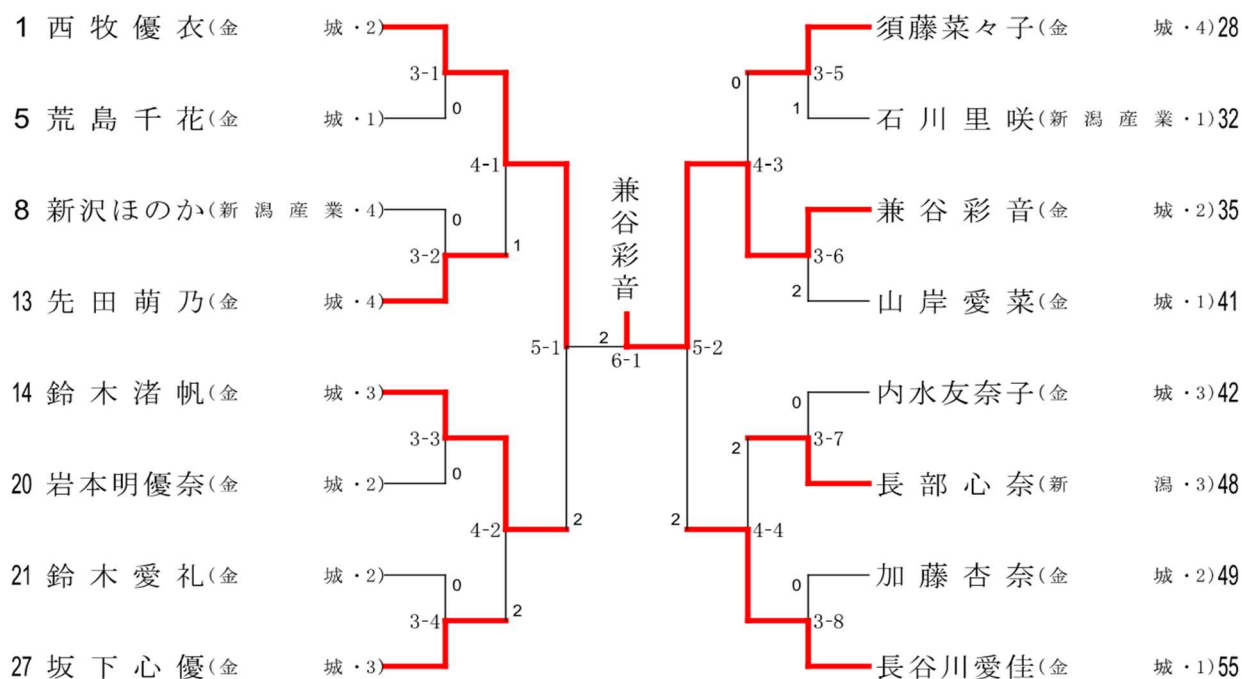 1 西牧優衣(金 城・2)
3-1
0
5 荒島千花(金 城・1)
4-1
8 新沢ほのか(新潟産業・4)
0
3-2
1
13 先田萌乃(金 城・4)
5-1
14 鈴木渚帆(金 城・3)
3-3
0
20 岩本明優奈(金 城・2)
4-2
2
21 鈴木愛礼(金 城・2)
0
3-4
2
27 坂下心優(金 城・3)
兼谷彩音
2
6-1
須藤菜々子(金 城・4)28
0
3-5
1
石川里咲(新潟産業・1)32
4-3
兼谷彩音(金 城・2)35
3-6
2
山岸愛菜(金 城・1)41
5-2
内水友奈子(金 城・3)42
0
3-7
2
長部心奈(新 潟・3)48
2
4-4
加藤杏奈(金 城・2)49
0
3-8
長谷川愛佳(金 城・1)55